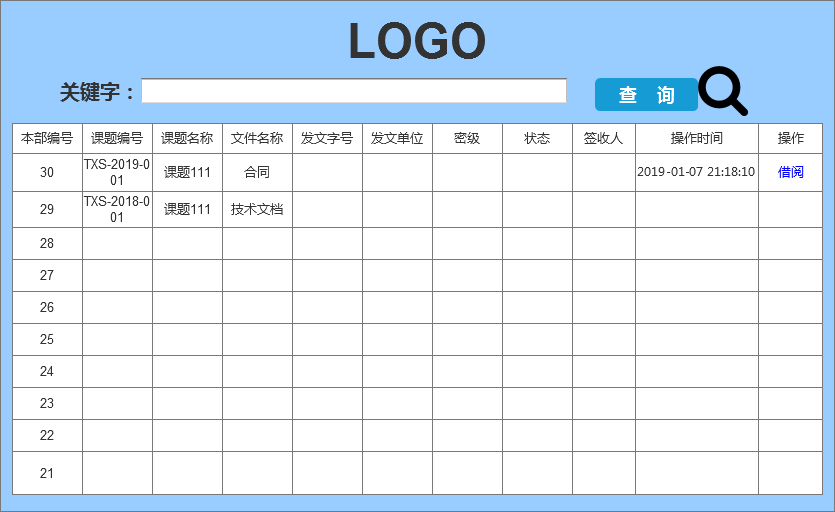 LOGO
关键字：
查 询
本部编号 课题编号 课题名称 文件名称 发文字号 发文单位 密级 状态 签收人 操作时间 操作
30 TXS-2019-001 课题111 合同 2019-01-07 21:18:10 借阅
29 TXS-2018-001 课题111 技术文档
28
27
26
25
24
23
22
21